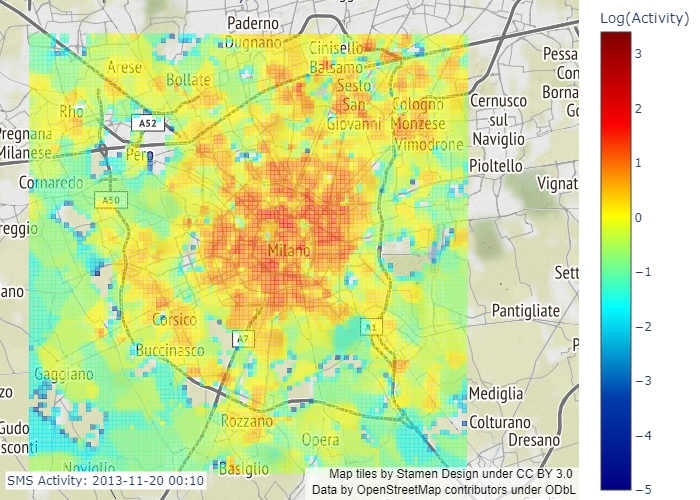 Paderno
Dugnano
Cinisello
Balsamo
Log(Activity)
Arese
Bollate
Sesto
San
Giovanni
Cologno
Monzese
Vimodrone
Pessa
Con
Borna
Go
Cernusco
sul
Naviglio
Rho
A52
Pero
Pregnana
Milanese
Pioltello
Cornaredo
Vignat
A50
reggio
Milano
Sett
ano
Pantigliate
Corsico
A7
A1
P
Buccinasco
Gaggiano
zo
Mediglia
Rozzano
Colturano
Gudo
sconti
Opera
Dresano
Noviglio
Basiglio
3
2
1
0
−1
−2
−3
−4
−5
SMS Activity: 2013-11-20 00:10
Map tiles by Stamen Design under CC BY 3.0
Data by OpenStreetMap contributors under ODbL